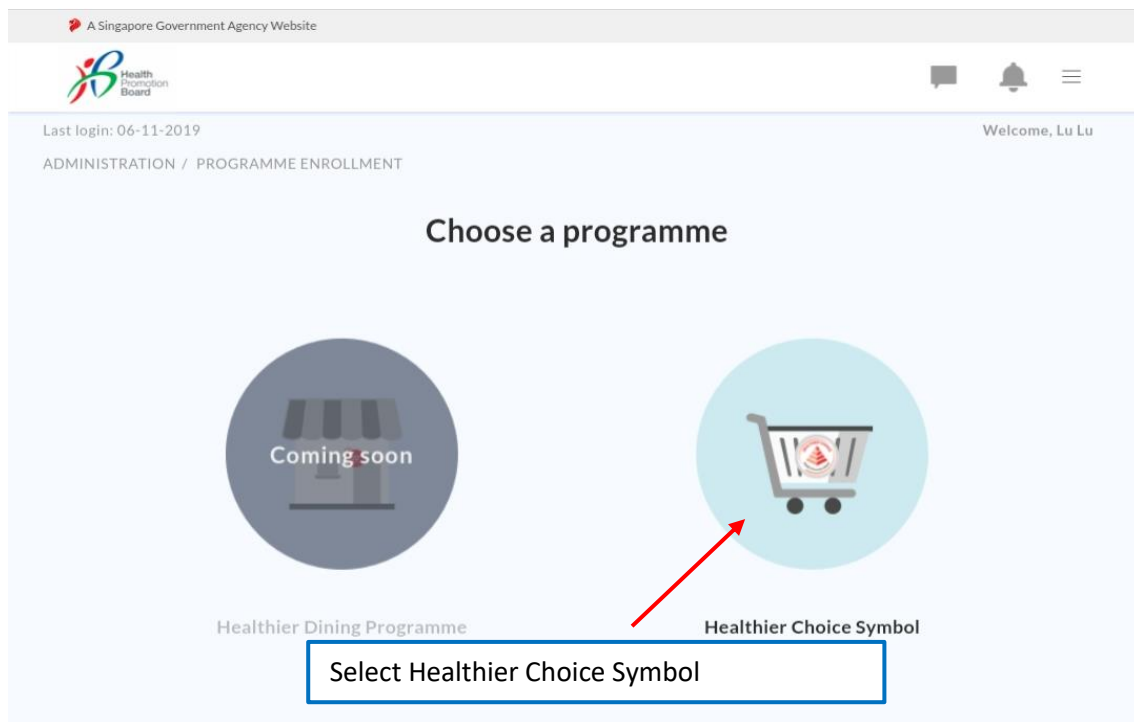 A Singapore Government Agency Website
Health
Promotion
Board
Last login: 06-11-2019
Welcome, Lu Lu
ADMINISTRATION / PROGRAMME ENROLLMENT
Choose a programme
Coming soon
Healthier Dining Programme
Healthier Choice Symbol
Select Healthier Choice Symbol